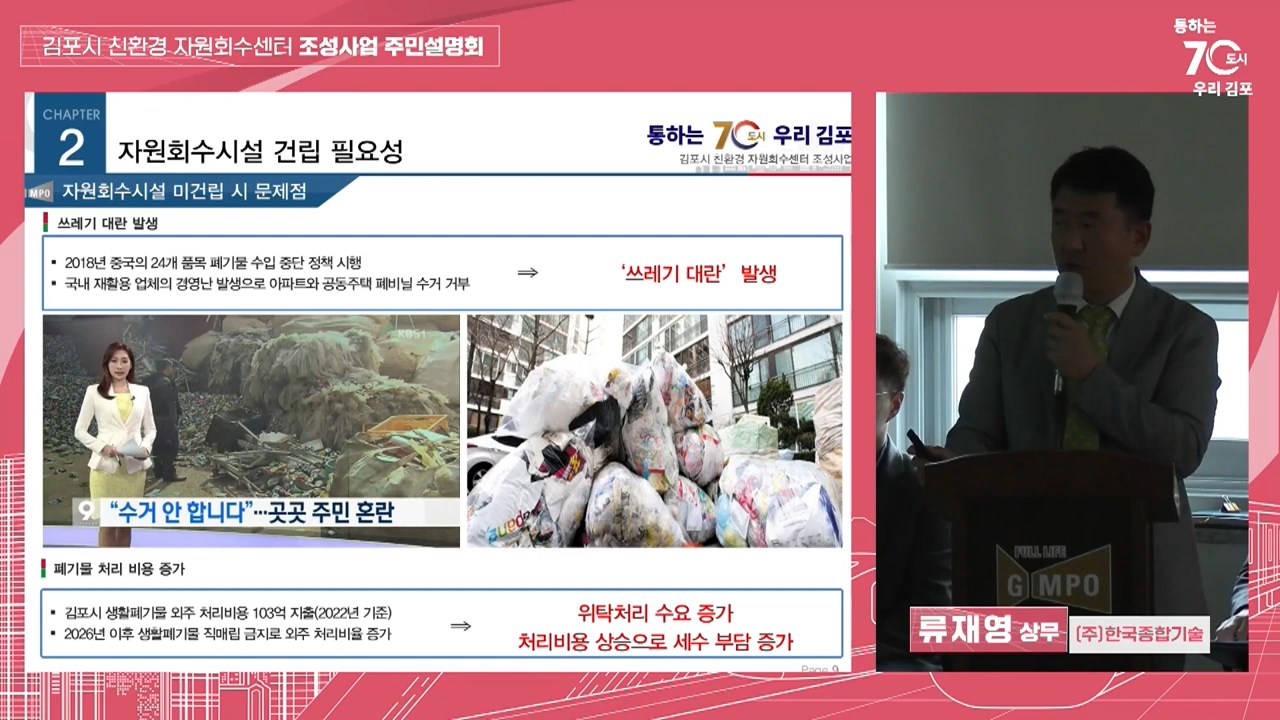 김포시 친환경 자원회수센터 조성사업 주민설명회
통하는
70도시
우리 김포
CHAPTER
2
자원회수시설 건립 필요성
통하는 70도시 우리 김포
김포시 친환경 자원회수센터 조성사업
MPO 자원회수시설 미건립 시 문제점
쓰레기 대란 발생
▪ 2018년 중국의 24개 품목 폐기물 수입 중단 정책 시행
▪ 국내 재활용 업체의 경영난 발생으로 아파트와 공동주택 폐비닐 수거 거부
⇒
‘쓰레기 대란’ 발생
KBS1
9 “수거 안 합니다”…곳곳 주민 혼란
폐기물 처리 비용 증가
▪ 김포시 생활폐기물 외주 처리비용 103억 지출(2022년 기준)
▪ 2026년 이후 생활폐기물 직매립 금지로 외주 처리비율 증가
⇒
위탁처리 수요 증가
처리비용 상승으로 세수 부담 증가
Page 9
FULL LIFE
GIMPO
류재영 상무
(주)한국종합기술